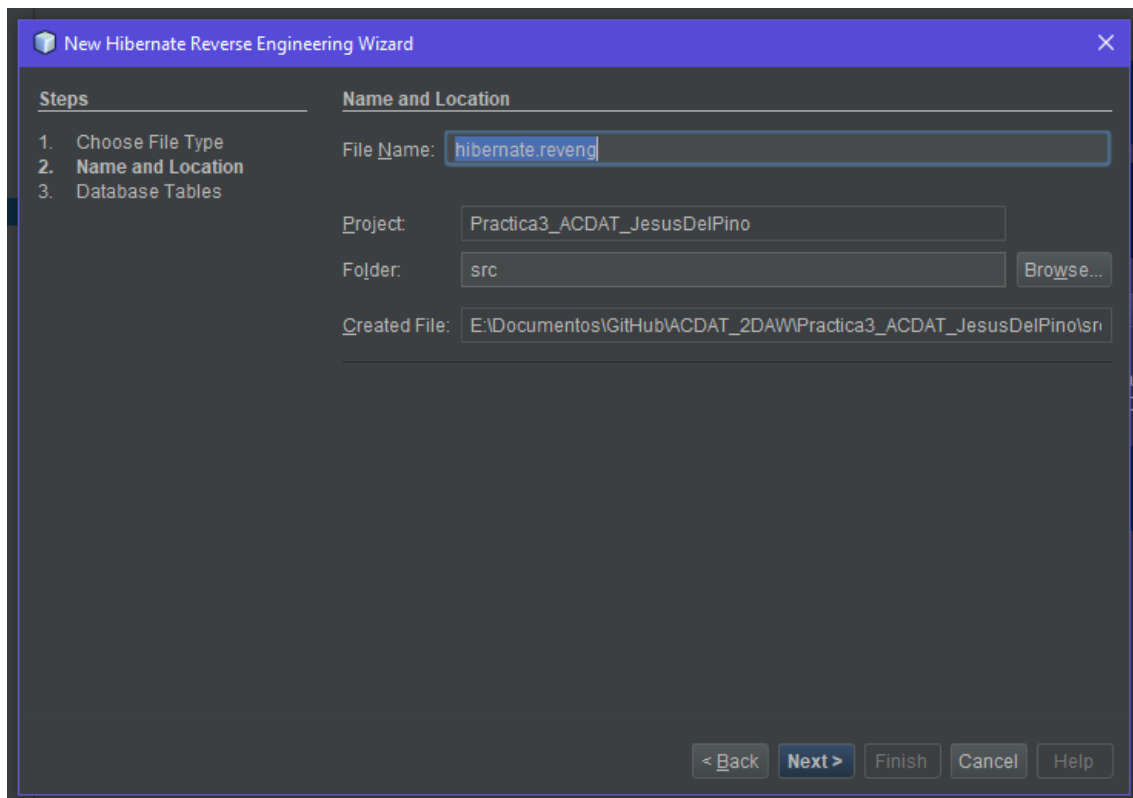 New Hibernate Reverse Engineering Wizard
Steps
1. Choose File Type
2. Name and Location
3. Database Tables
Name and Location
File Name: hibernate.reveng
Project: Practica3_ACDAT_JesusDelPino
Folder: src Browse...
Created File: E:\Documentos\GitHub\ACDAT_2DAW\Practica3_ACDAT_JesusDelPino\sr
< Back Next > Finish Cancel Help